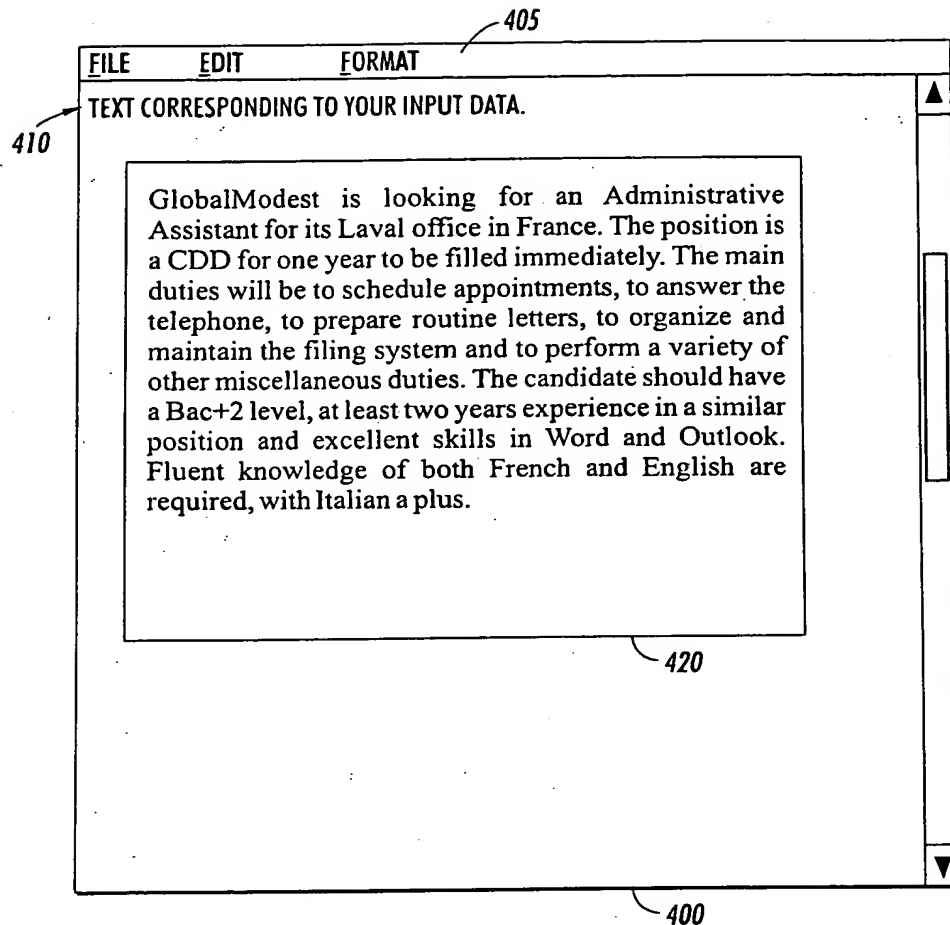 405
FILE EDIT FORMAT
TEXT CORRESPONDING TO YOUR INPUT DATA.
410
GlobalModest is looking for an Administrative
Assistant for its Laval office in France. The position is
a CDD for one year to be filled immediately. The main
duties will be to schedule appointments, to answer the
telephone, to prepare routine letters, to organize and
maintain the filing system and to perform a variety of
other miscellaneous duties. The candidate should have
a Bac+2 level, at least two years experience in a similar
position and excellent skills in Word and Outlook.
Fluent knowledge of both French and English are
required, with Italian a plus.
420
400